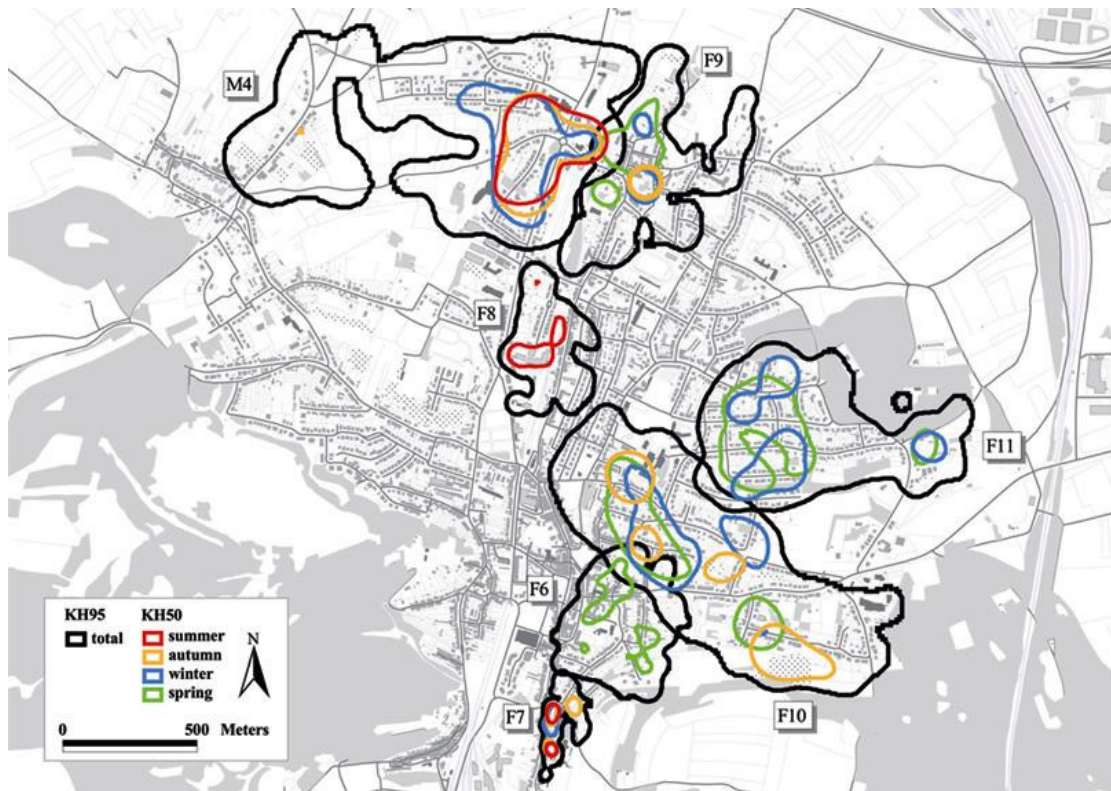 F9
M4
F8
F11
F6
KH95 KH50
total summer
autumn
winter
spring
N
0 500 Meters
F7
F10